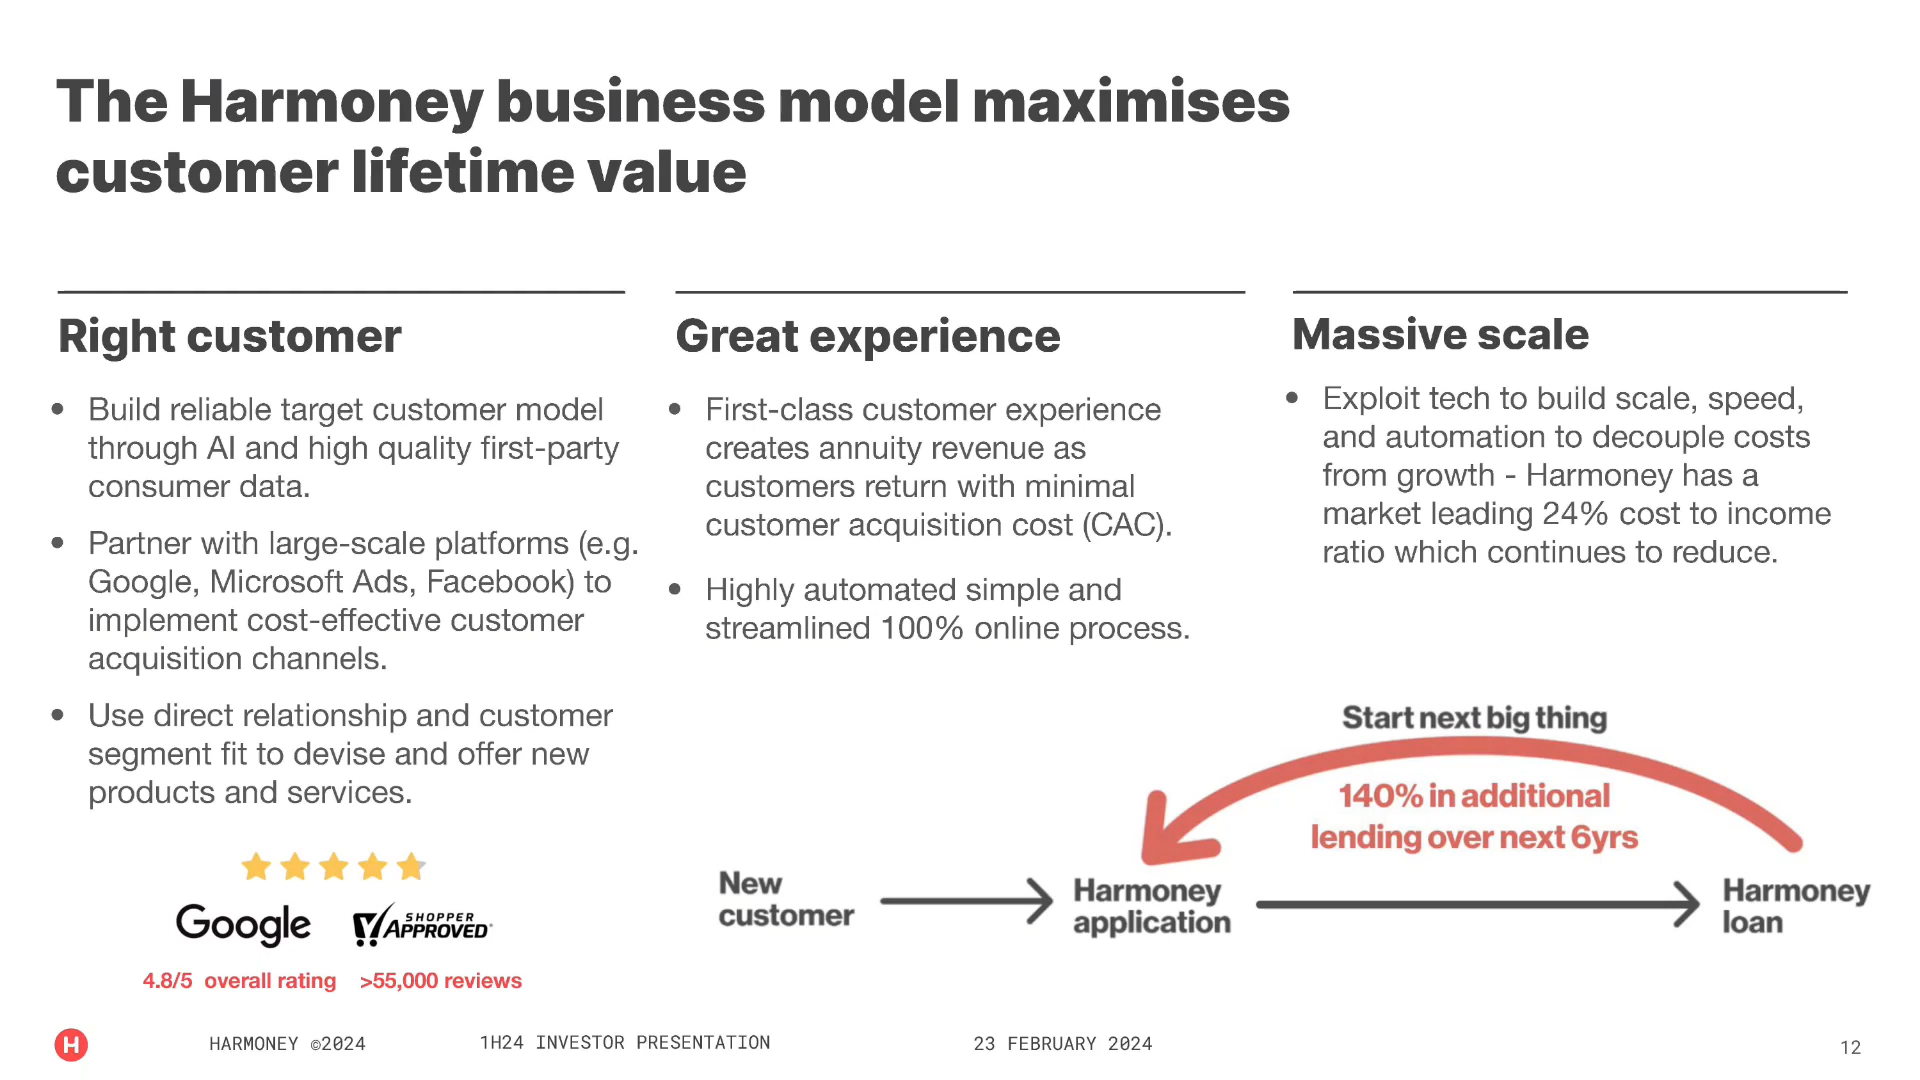 The Harmoney business model maximises
customer lifetime value
Right customer
• Build reliable target customer model
through AI and high quality first-party
consumer data.
• Partner with large-scale platforms (e.g.
Google, Microsoft Ads, Facebook) to
implement cost-effective customer
acquisition channels.
• Use direct relationship and customer
segment fit to devise and offer new
products and services.
Google
SHOPPER
APPROVED
4.8/5 overall rating
>55,000 reviews
Great experience
• First-class customer experience
creates annuity revenue as
customers return with minimal
customer acquisition cost (CAC).
• Highly automated simple and
streamlined 100% online process.
Massive scale
• Exploit tech to build scale, speed,
and automation to decouple costs
from growth - Harmoney has a
market leading 24% cost to income
ratio which continues to reduce.
Start next big thing
140% in additional
lending over next 6yrs
New
customer
Harmoney
application
Harmoney
loan
H
HARMONEY ©2024
1H24 INVESTOR PRESENTATION
23 FEBRUARY 2024
12